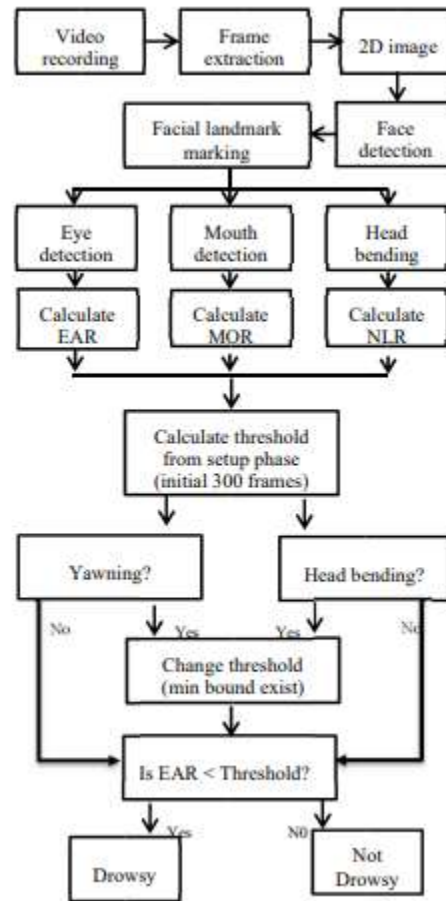 Video
recording
Frame
extraction
2D image
Facial landmark
marking
Face
detection
Eye
detection
Mouth
detection
Head
bending
Calculate
EAR
Calculate
MOR
Calculate
NLR
Calculate threshold
from setup phase
(initial 300 frames)
Yawning?
Head bending?
No
Yes
Yes
No
Change threshold
(min bound exist)
Is EAR < Threshold?
Yes
N0
Drowsy
Not
Drowsy